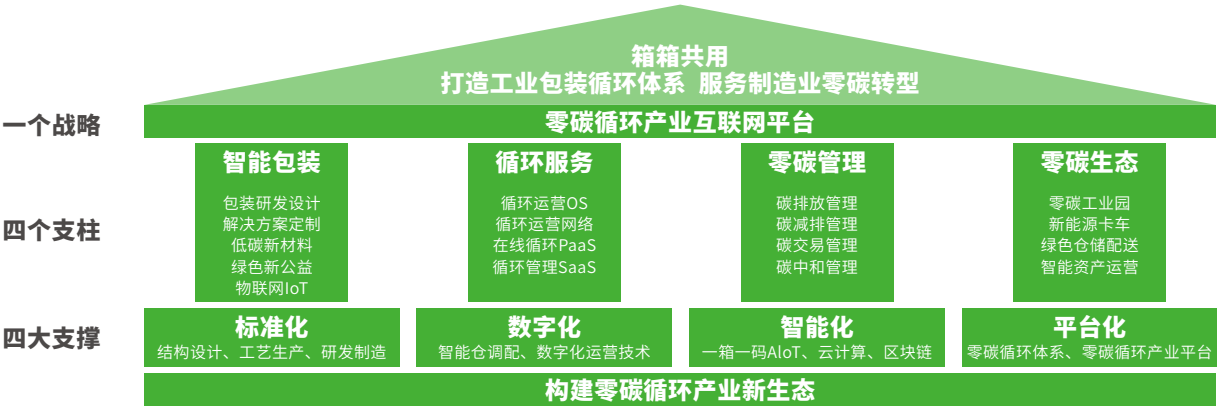 箱箱共用
打造工业包装循环体系 服务制造业零碳转型
一个战略
零碳循环产业互联网平台
四个支柱
智能包装
包装研发设计
解决方案定制
低碳新材料
绿色新公益
物联网IoT
循环服务
循环运营OS
循环运营网络
在线循环PaaS
循环管理SaaS
零碳管理
碳排放管理
碳减排管理
碳交易管理
碳中和管理
零碳生态
零碳工业园
新能源卡车
绿色仓储配送
智能资产运营
四大支撑
标准化
结构设计、工艺生产、研发制造
数字化
智能仓调配、数字化运营技术
智能化
一箱一码AIoT、云计算、区块链
平台化
零碳循环体系、零碳循环产业平台
构建零碳循环产业新生态